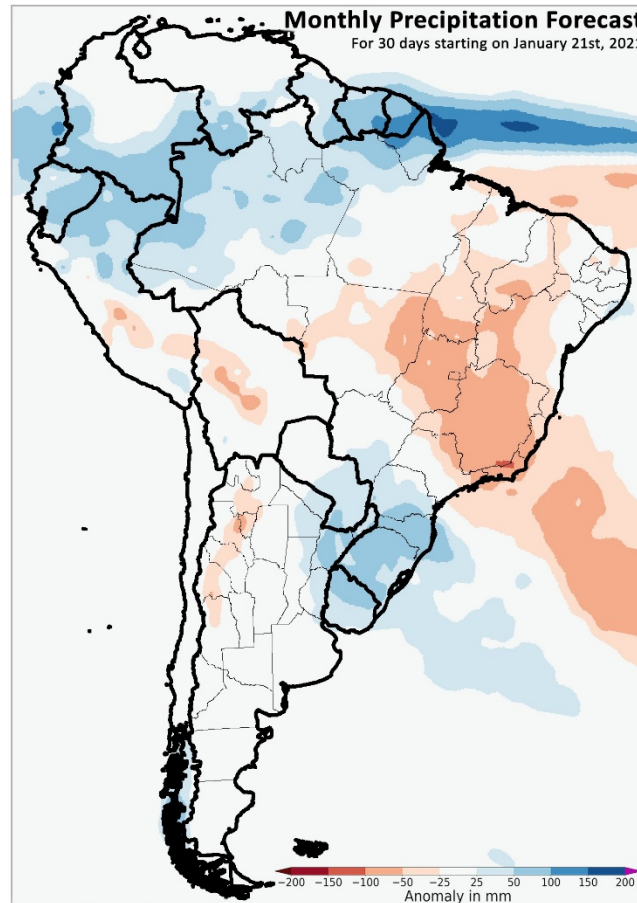 Monthly Precipitation Forecast
For 30 days starting on January 21st, 2021
−200 −150 −100 −50 −25 25 50 100 150 200
Anomaly in mm